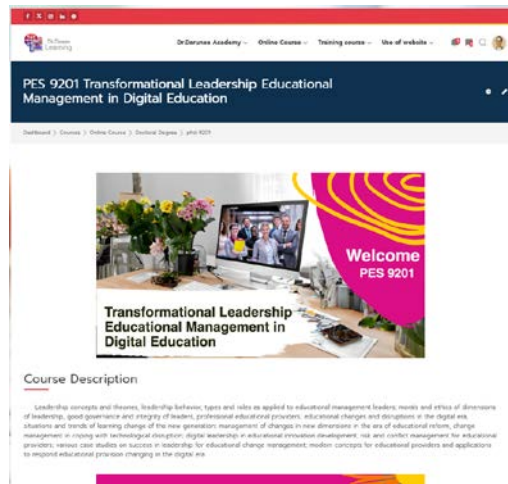 Learning
Dr.Darunee Academy Online Course Training course Use of website
PES 9201 Transformational Leadership Educational
Management in Digital Education
Dashboard > Courses > Online Course > Doctoral Degree >
Welcome
PES 9201
Transformational Leadership
Educational Management in
Digital Education
Course Description
Leadership concepts and theories, leadership behavior, types and roles as applied to educational management leaders; morals and ethics of dimensions
of leadership, good governance and integrity of leaders, professional educational providers, educational changes and disruptions in the digital era,
situations and trends of learning change of the new generation; management of changes in new dimensions in the era of educational reform, change
management in coping with technological disruption; digital leadership in educational innovation development; risk and conflict management for educational
providers; various case studies on success in leadership for educational change management; modern concepts for educational providers and applications
to respond educational provision changing in the digital era